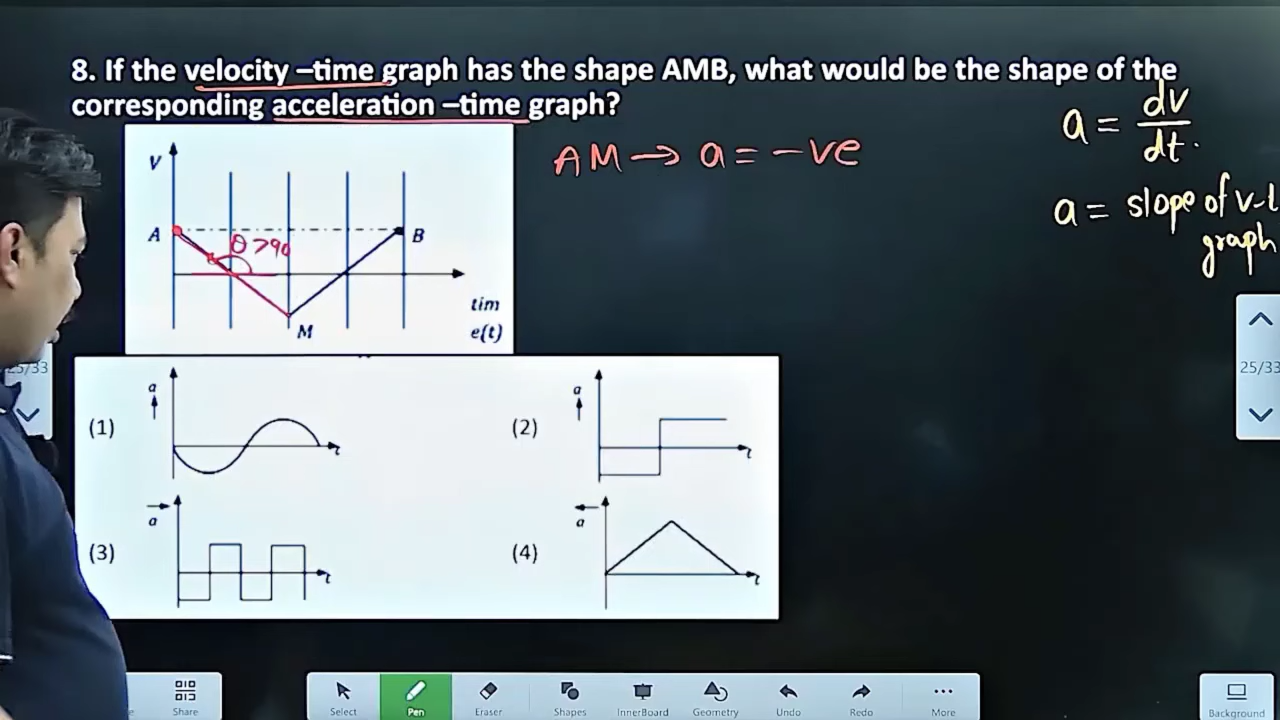 8. If the velocity –time graph has the shape AMB, what would be the shape of the
corresponding acceleration –time graph?
a = dv/dt.
AM → a = -ve
a = slope of v-t
graph
V
A
θ >90
B
M
tim
e(t)
25/33
25/33
(1)
a
t
(2)
a
t
(3)
a
t
(4)
a
t
Share
Select
Pen
Eraser
Shapes
InnerBoard
Geometry
Undo
Redo
More
Background